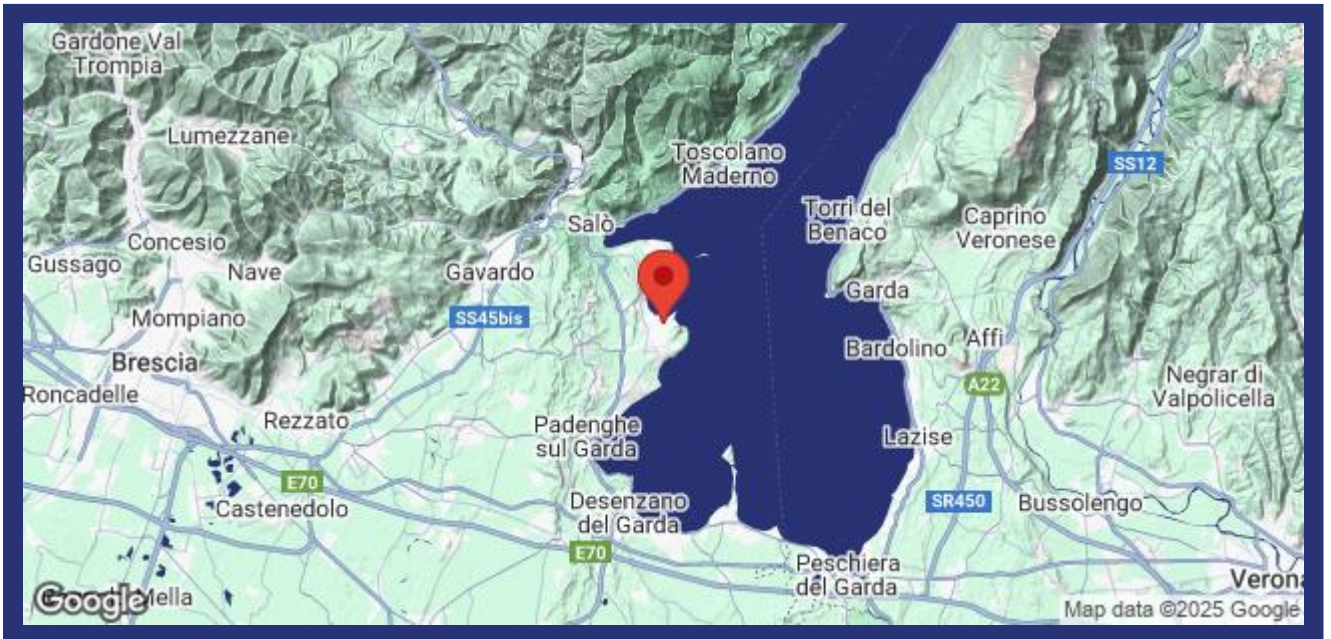 Gardone Val
Trompia
Lumezzane
Toscolano
Maderno
SS12
Torri del
Benaco
Caprino
Veronese
Salò
Concesio
Gussago
Nave
Gavardo
Garda
SS45bis
Mompiano
Bardolino
Affi
Brescia
A22
Negrar di
Valpolicella
Roncadelle
Rezzato
Padenghe
sul Garda
Lazise
E70
Castenedolo
Desenzano
del Garda
SR450
Bussolengo
E70
Peschiera
del Garda
Verona
Google
Mella
Map data ©2025 Google